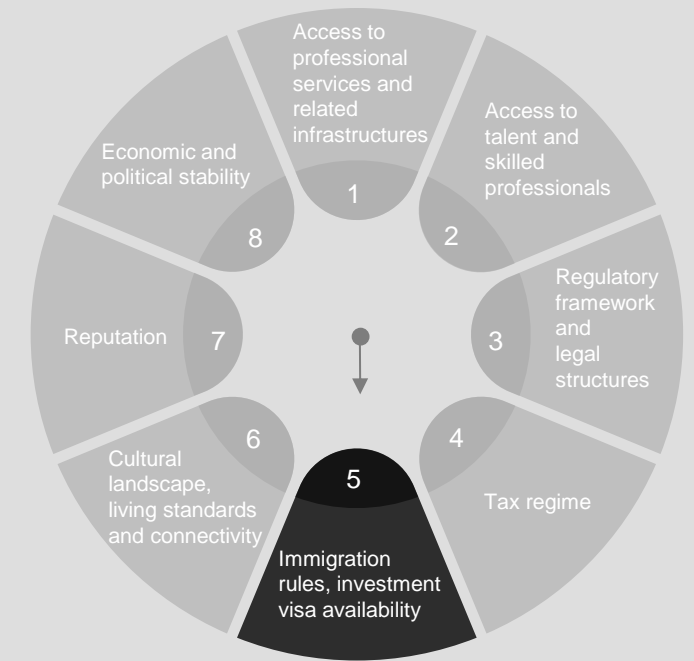 Access to
professional
services and
related
infrastructures
1
Access to
talent and
skilled
professionals
2
Regulatory
framework
and
legal
structures
3
4
Tax regime
5
Immigration
rules, investment
visa availability
6
Cultural
landscape,
living standards
and connectivity
Reputation
7
Economic and
political stability
8